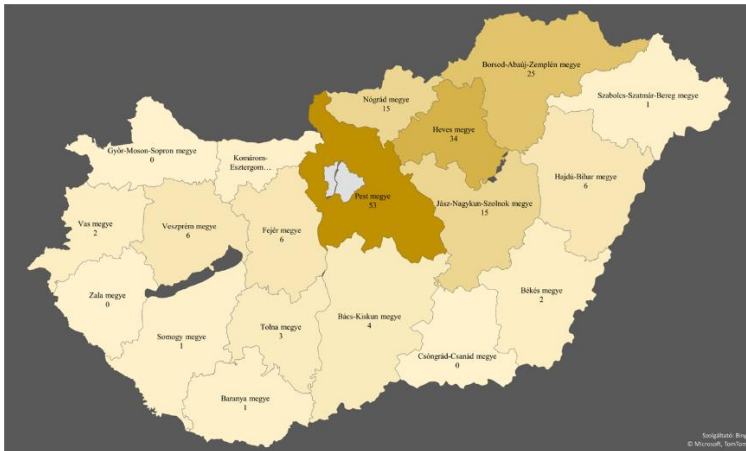 Borsod-Abaúj-Zemplén megye
25
Szabolcs-Szatmár-Bereg megye
1
Nógrád megye
15
Heves megye
34
Győr-Moson-Sopron megye
0
Komárom-
Esztergom...
Hajdú-Bihar megye
6
Pest megye
53
Jász-Nagykun-Szolnok megye
15
Vas megye
2
Veszprém megye
6
Fejér megye
6
Zala megye
0
Békés megye
2
Bács-Kiskun megye
4
Somogy megye
1
Tolna megye
3
Csongrád-Csanád megye
0
Baranya megye
1
Szolgáltató: Bing
© Microsoft, TomTom